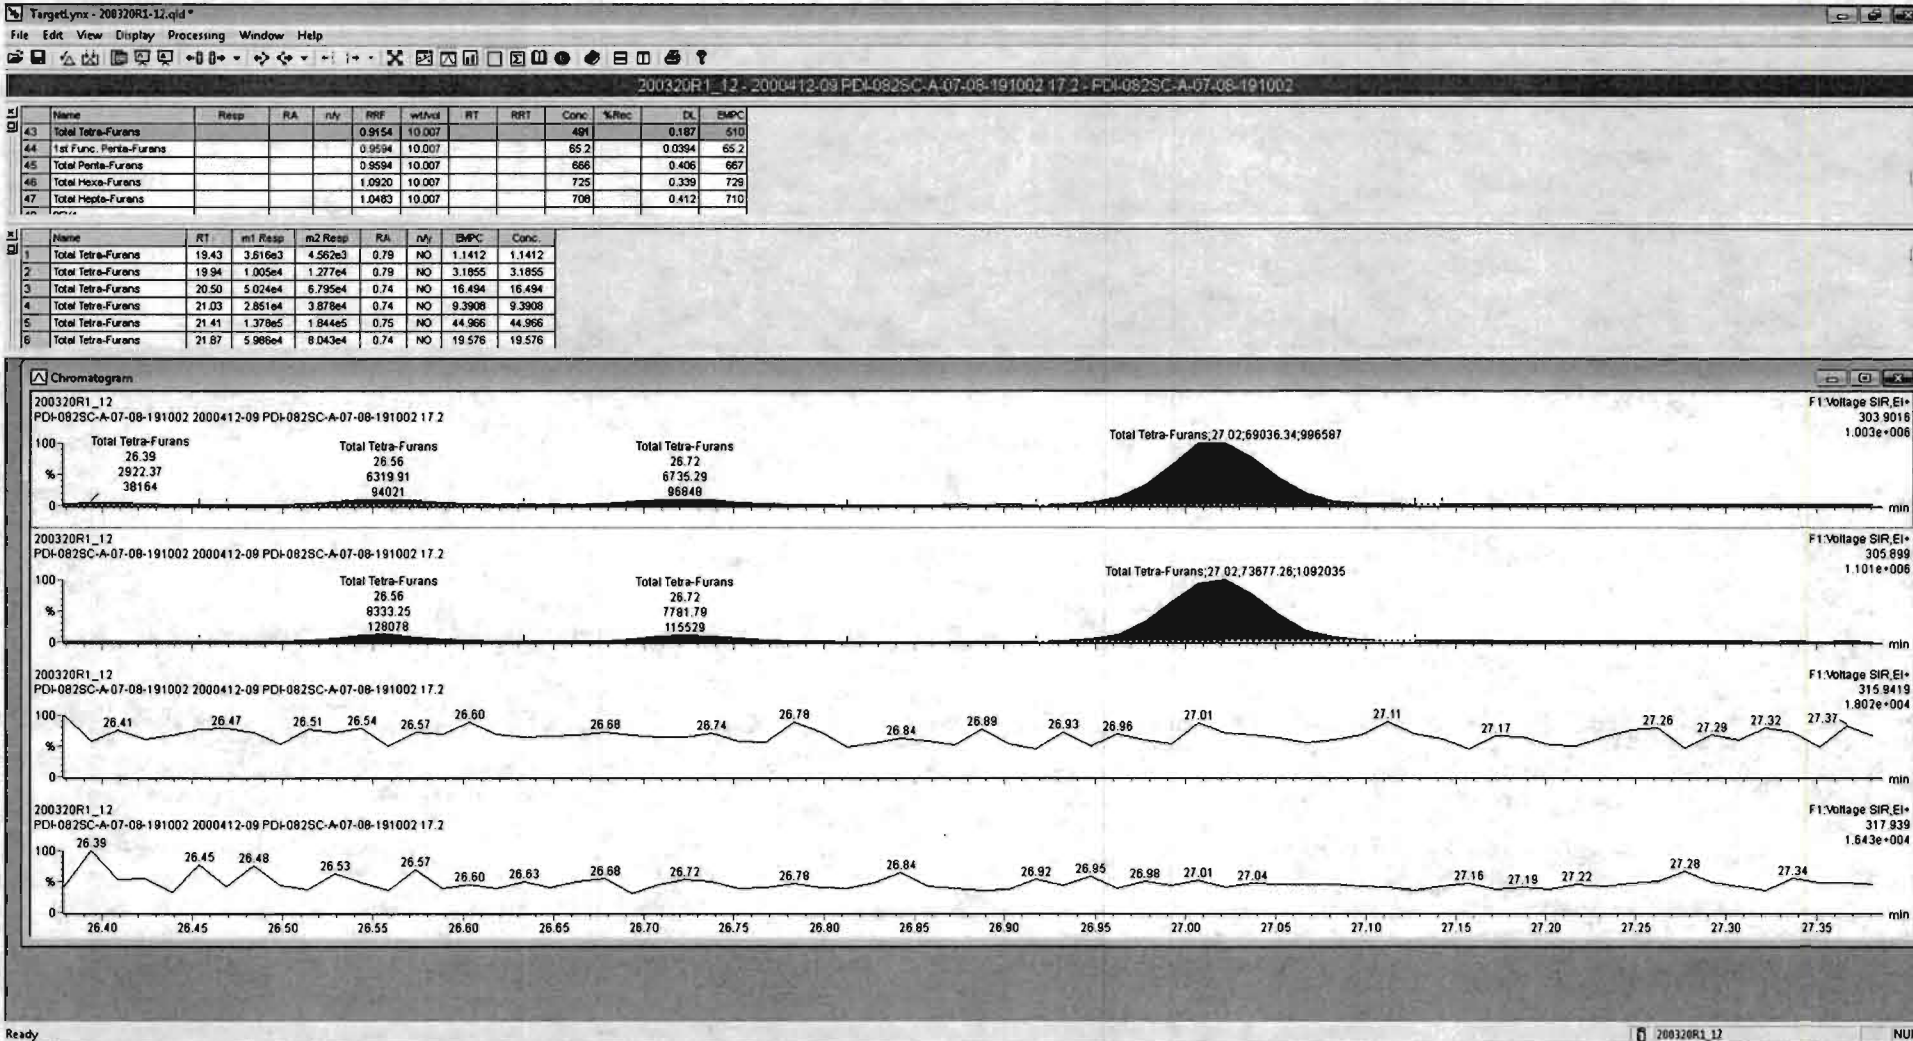 TargetLynx - 200320R1-12.qld *
File Edit View Display Processing Window Help
200320R1_12 - 2000412-09 PDI-082SC-A-07-08-191002 17.2 - PDI-082SC-A-07-08-191002
Name Resp RA n/y RRF wt/vol RT RRT Conc %Rec DL EMPC
43 Total Tetra-Furans 0.9154 10.007 491 0.187 510
44 1st Func. Penta-Furans 0.9594 10.007 65.2 0.0394 65.2
45 Total Penta-Furans 0.9594 10.007 666 0.406 667
46 Total Hexa-Furans 1.0920 10.007 725 0.339 729
47 Total Hepta-Furans 1.0483 10.007 708 0.412 710
Name RT m1 Resp m2 Resp RA n/y EMPC Conc.
1 Total Tetra-Furans 19.43 3.616e3 4.562e3 0.79 NO 1.1412 1.1412
2 Total Tetra-Furans 19.94 1.005e4 1.277e4 0.79 NO 3.1855 3.1855
3 Total Tetra-Furans 20.50 5.024e4 6.795e4 0.74 NO 16.494 16.494
4 Total Tetra-Furans 21.03 2.851e4 3.878e4 0.74 NO 9.3908 9.3908
5 Total Tetra-Furans 21.41 1.378e5 1.844e5 0.75 NO 44.966 44.966
6 Total Tetra-Furans 21.87 5.986e4 8.043e4 0.74 NO 19.576 19.576
Chromatogram
200320R1_12
PDI-082SC-A-07-08-191002 2000412-09 PDI-082SC-A-07-08-191002 17.2
F1:Voltage SIR,EI+
303.9016
1.003e+006
100
%
0
Total Tetra-Furans
26.39
2922.37
38164
Total Tetra-Furans
26.56
6319.91
94021
Total Tetra-Furans
26.72
6735.29
96848
Total Tetra-Furans;27.02;69036.34;996587
min
200320R1_12
PDI-082SC-A-07-08-191002 2000412-09 PDI-082SC-A-07-08-191002 17.2
F1:Voltage SIR,EI+
305.899
1.101e+006
100
%
0
Total Tetra-Furans
26.56
8333.25
128078
Total Tetra-Furans
26.72
7781.79
115529
Total Tetra-Furans;27.02;73677.26;1092035
min
200320R1_12
PDI-082SC-A-07-08-191002 2000412-09 PDI-082SC-A-07-08-191002 17.2
F1:Voltage SIR,EI+
315.9419
1.802e+004
100
%
0
26.41 26.47 26.51 26.54 26.57 26.60 26.68 26.74 26.78 26.84 26.89 26.93 26.96 27.01 27.11 27.17 27.26 27.29 27.32 27.37
min
200320R1_12
PDI-082SC-A-07-08-191002 2000412-09 PDI-082SC-A-07-08-191002 17.2
F1:Voltage SIR,EI+
317.939
1.643e+004
100
%
0
26.39 26.45 26.48 26.53 26.57 26.60 26.63 26.68 26.72 26.78 26.84 26.92 26.95 26.98 27.01 27.04 27.16 27.19 27.22 27.28 27.34
min
26.40 26.45 26.50 26.55 26.60 26.65 26.70 26.75 26.80 26.85 26.90 26.95 27.00 27.05 27.10 27.15 27.20 27.25 27.30 27.35
Ready
200320R1_12
NUM